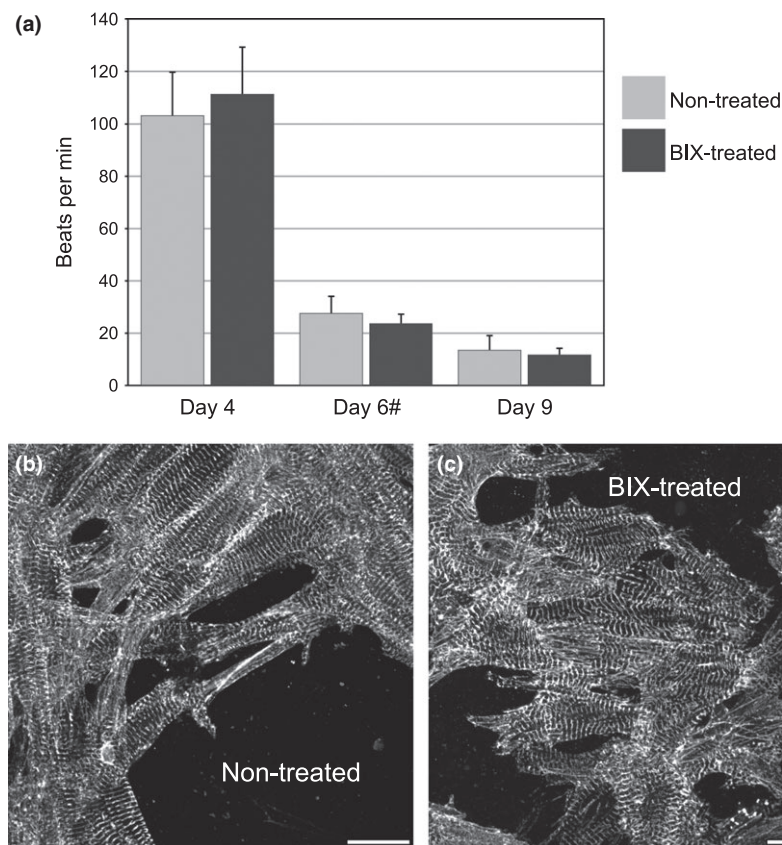 (a)
140
120
100
80
60
40
20
0
Beats per min
Day 4
Day 6#
Day 9
Non-treated
BIX-treated
(b)
Non-treated
(c)
BIX-treated